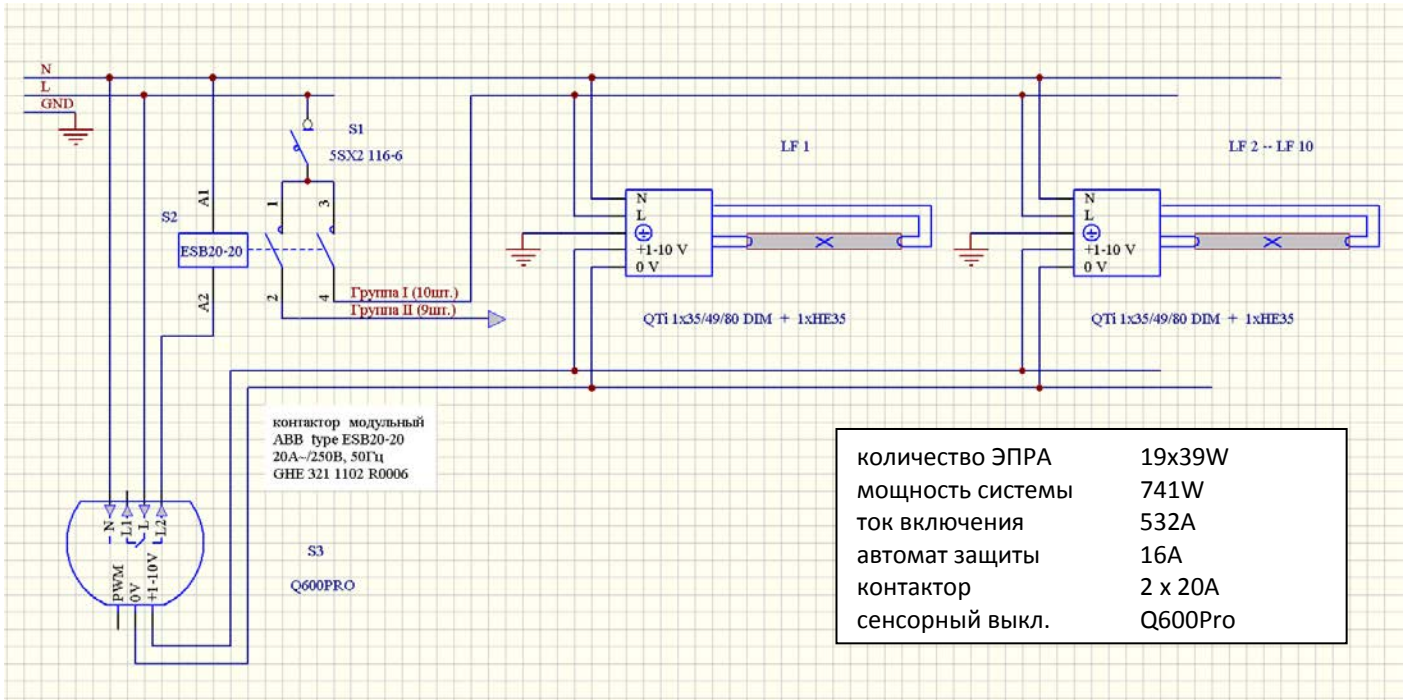 N
L
GND
S1
5SX2 116-6
LF 1
LF 2 -- LF 10
A1
1
3
S2
ESB20-20
A2
2
4
Группа I (10шт.)
Группа II (9шт.)
N
L
+1-10 V
0 V
N
L
+1-10 V
0 V
QTi 1x35/49/80 DIM + 1xHE35
QTi 1x35/49/80 DIM + 1xHE35
контактор модульный
ABB type ESB20-20
20A~/250В, 50Гц
GHE 321 1102 R0006
N
L1
L
L2
PWM
0V
+1-10V
S3
Q600PRO
количество ЭПРА 19x39W
мощность системы 741W
ток включения 532A
автомат защиты 16A
контактор 2 x 20A
сенсорный выкл. Q600Pro